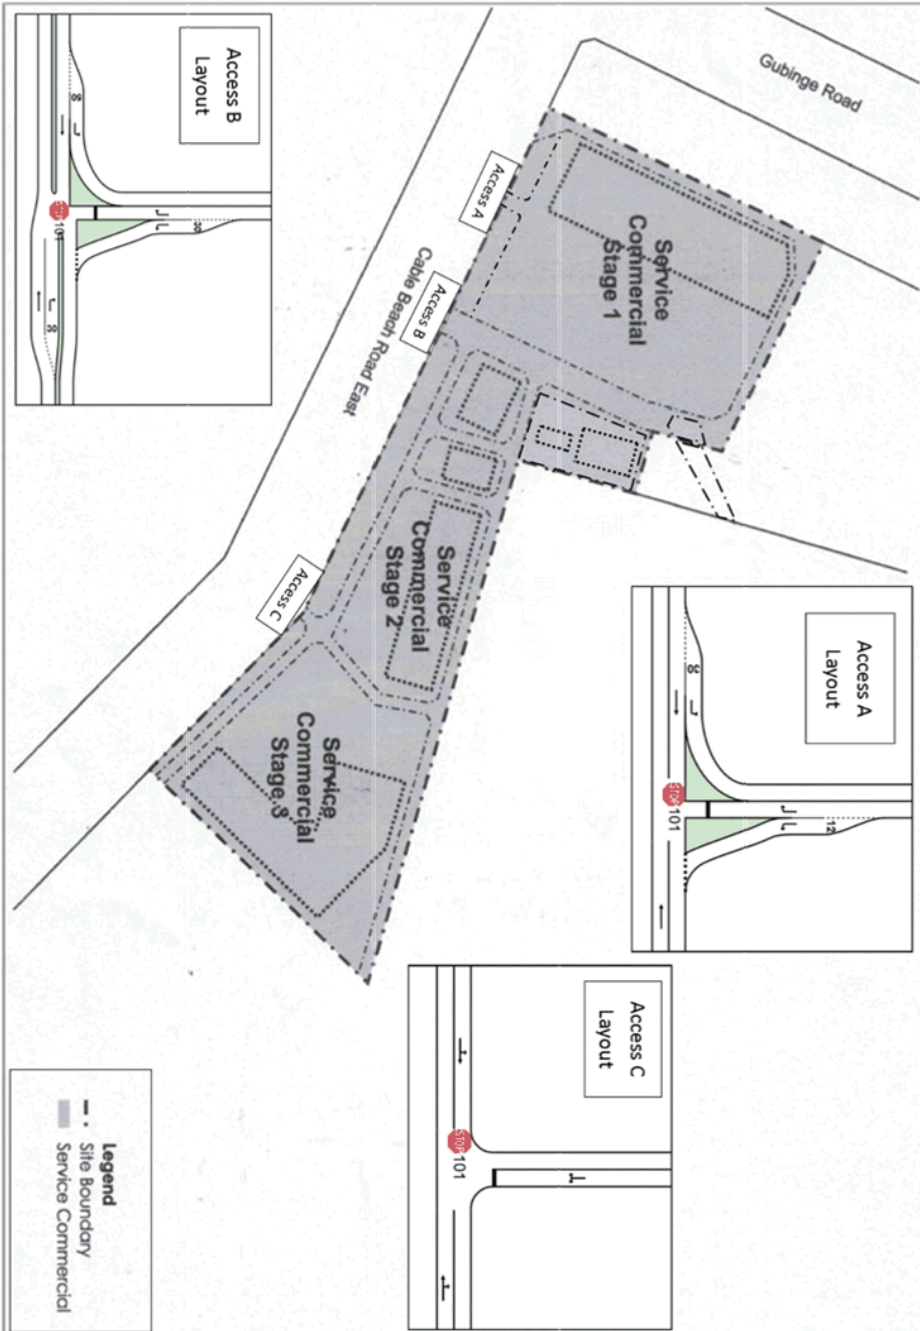 Access B
Layout
30
30
30
STOP 101
Gubinge Road
Service
Commercial
Stage 1
Access A
Access B
Cable Beach Road East
Service
Commercial
Stage 2
Access C
Service
Commercial
Stage 3
Access A
Layout
30
12
STOP 101
Access C
Layout
STOP 101
Legend
Site Boundary
Service Commercial